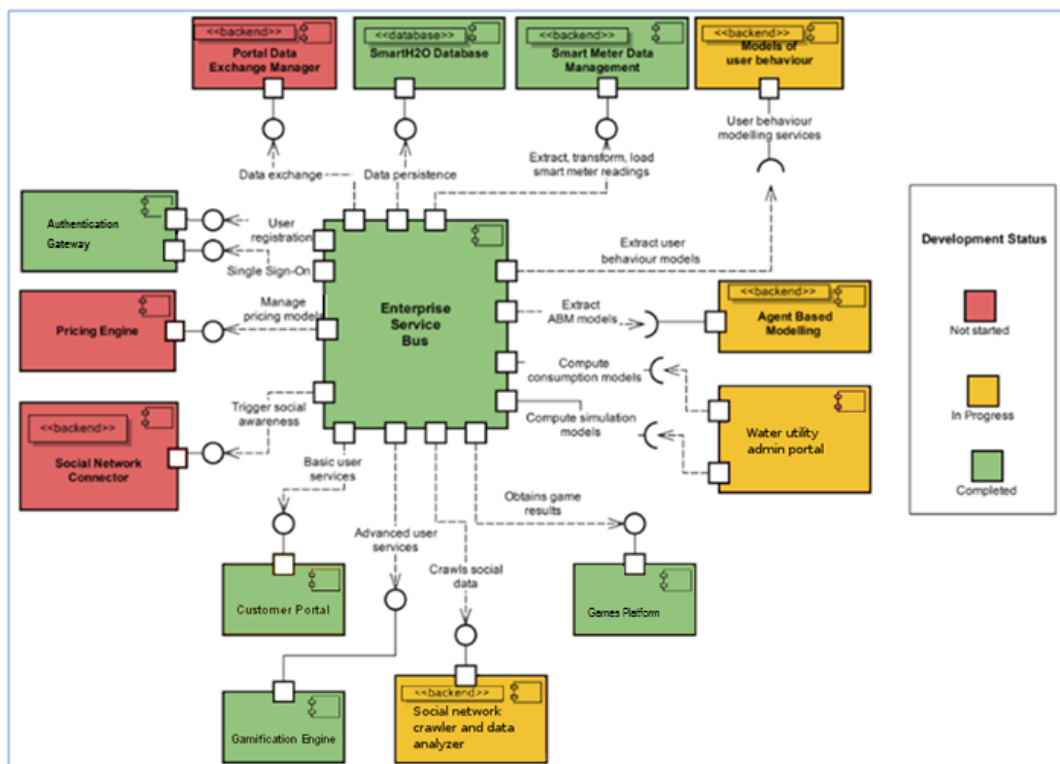 <<backend>>
Portal Data
Exchange Manager
<<database>>
SmartH2O Database
<<backend>>
Smart Meter Data
Management
<<backend>>
Models of
user behaviour
User behaviour
modelling services
Data exchange
Data persistence
Extract, transform, load
smart meter readings
Authentication
Gateway
User
registration
Single Sign-On
Extract user
behaviour models
Development Status
Enterprise
Service
Bus
Manage
pricing models
Pricing Engine
Extract
ABM models
<<backend>>
Agent Based
Modelling
Not started
Compute
consumption models
Trigger social
awareness
<<backend>>
Social Network
Connector
Compute simulation
models
Water utility
admin portal
In Progress
Basic user
services
Completed
Obtains game
results
Advanced user
services
Crawls social
data
Customer Portal
Games Platform
Gamification Engine
<<backend>>
Social network
crawler and data
analyzer